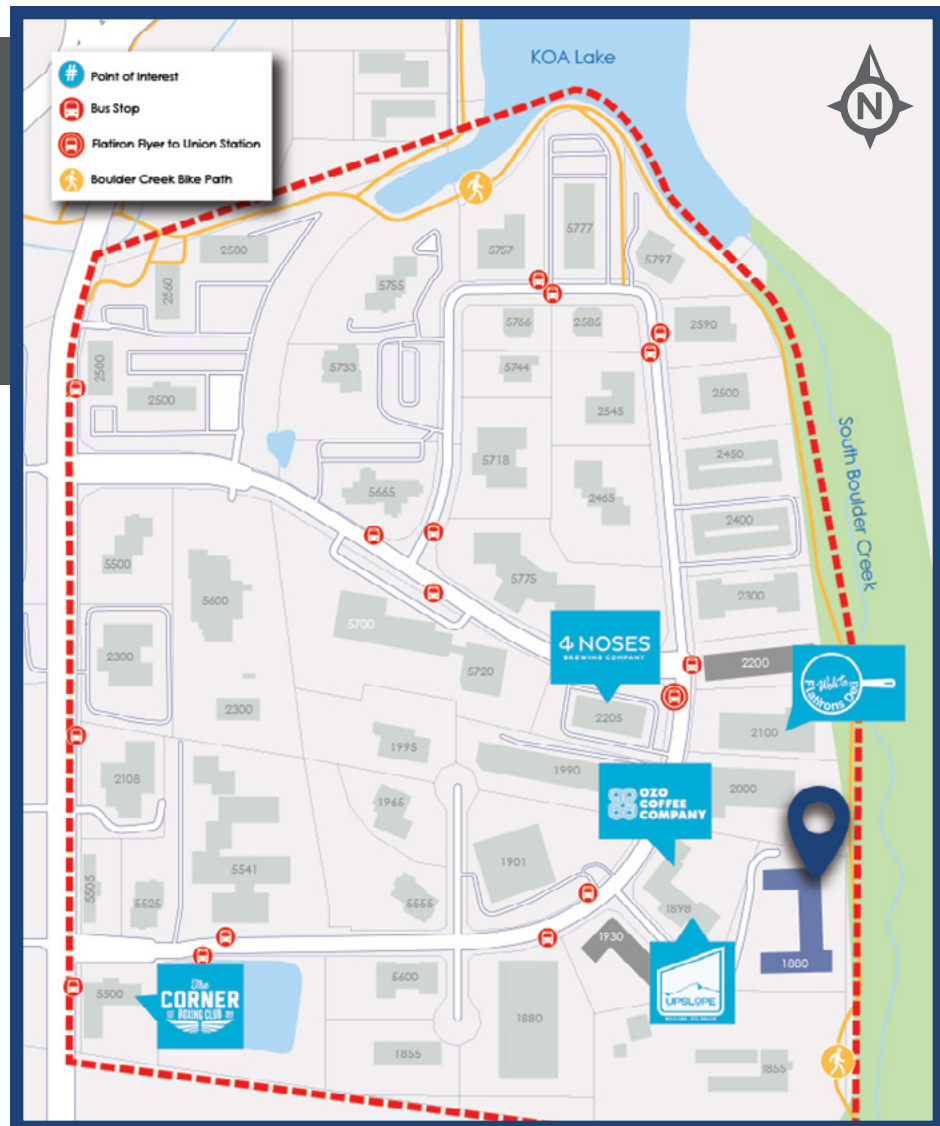 KOA Lake
N
#
Point of Interest
Bus Stop
Flatiron Flyer to Union Station
Boulder Creek Bike Path
2580
2560
2500
2500
5755
5757
5777
5797
5733
5766
2585
2590
5744
2545
2500
5718
2450
5665
2465
2400
South Boulder Creek
5500
5600
5775
2300
5700
4 NOSES
BREWING COMPANY
2300
5720
2200
Wok to
Flatirons Deli
2300
2205
2100
1995
1990
2108
1965
OZO
COFFEE
COMPANY
2000
5541
1901
5505
5525
5555
1898
1930
1880
The
CORNER
BOXING CLUB
5500
5600
UPSLOPE
1880
1855
1855